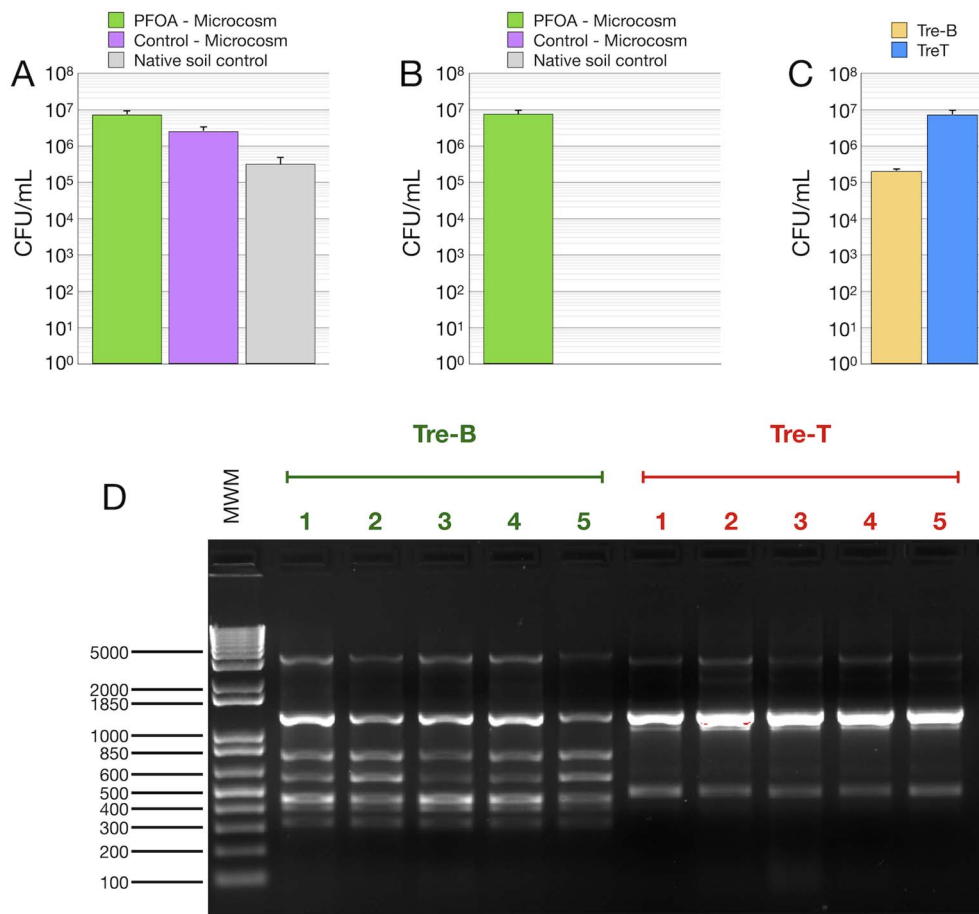 A
PFOA - Microcosm
Control - Microcosm
Native soil control
CFU/mL
10⁸
10⁷
10⁶
10⁵
10⁴
10³
10²
10¹
10⁰
B
PFOA - Microcosm
Control - Microcosm
Native soil control
CFU/mL
10⁸
10⁷
10⁶
10⁵
10⁴
10³
10²
10¹
10⁰
C
Tre-B
TreT
CFU/mL
10⁸
10⁷
10⁶
10⁵
10⁴
10³
10²
10¹
10⁰
D
MWM
Tre-B
Tre-T
1 2 3 4 5 1 2 3 4 5
5000
2000
1850
1000
850
600
500
400
300
200
100